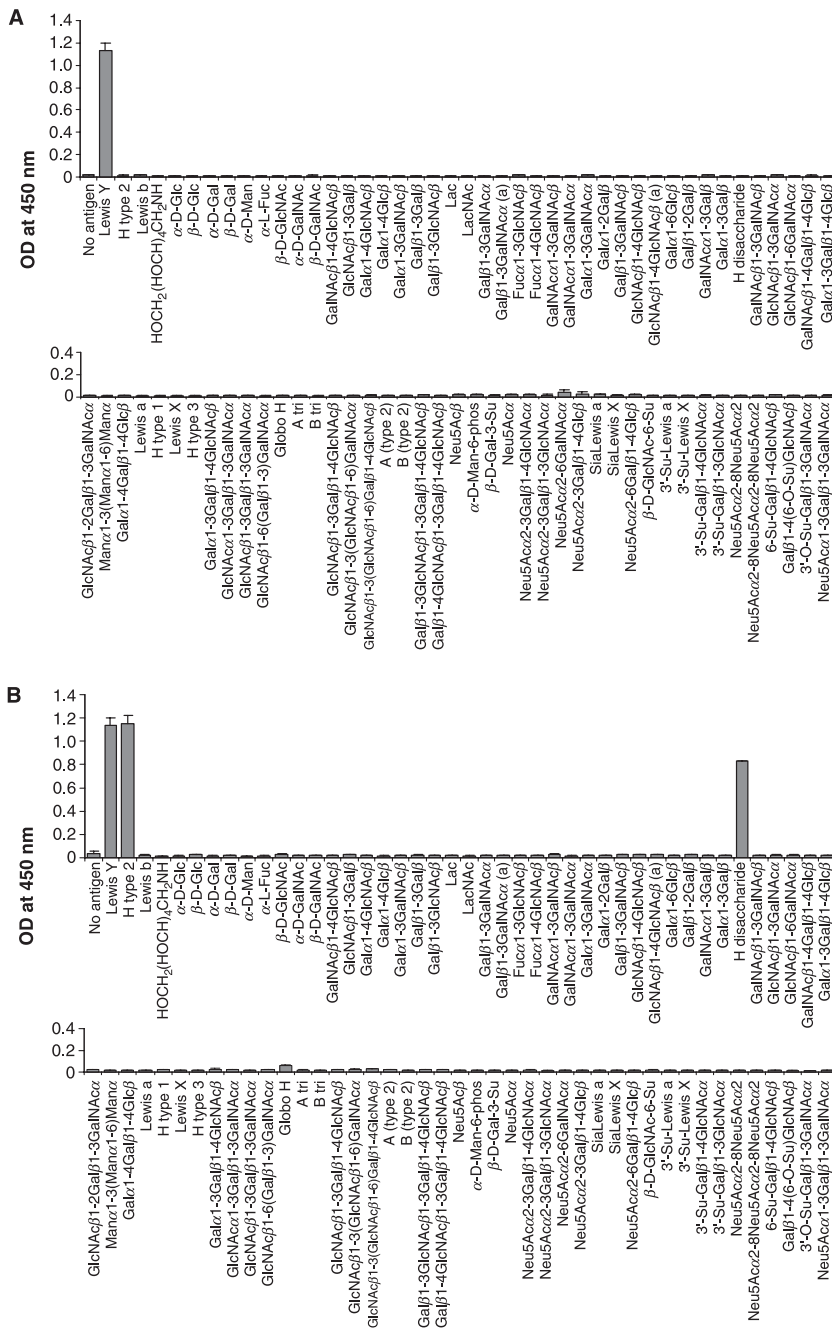 A
OD at 450 nm
1.4
1.2
1.0
0.8
0.6
0.4
0.2
0
No antigen
Lewis Y
H type 2
Lewis b
HOCH2(HOCH)4CH2NH
α-D-Glc
β-D-Glc
α-D-Gal
β-D-Gal
α-D-Man
α-L-Fuc
β-D-GlcNAc
α-D-GalNAc
β-D-GalNAc
GalNAcβ1-4GlcNAcβ
GlcNAcβ1-3Galβ
Galα1-4GlcNAcβ
Galα1-4Glcβ
Galα1-3GalNAcβ
Galβ1-3Galβ
Galβ1-3GlcNAcβ
Lac
LacNAc
Galβ1-3GalNAcα
Galβ1-3GalNAcα (a)
Fucα1-3GlcNAcβ
Fucα1-4GlcNAcβ
GalNAcα1-3GalNAcβ
GalNAcα1-3GalNAcα
Galα1-3GalNAcα
Galα1-2Galβ
Galβ1-3GalNAcβ
GlcNAcβ1-4GlcNAcβ
GlcNAcβ1-4GlcNAcβ (a)
Galα1-6Glcβ
Galβ1-2Galβ
GalNAcα1-3Galβ
Galα1-3Galβ
H disaccharide
GalNAcβ1-3GalNAcβ
GlcNAcβ1-3GalNAcα
GlcNAcβ1-6GalNAcα
GalNAcβ1-4Galβ1-4Glcβ
Galα1-3Galβ1-4Glcβ
0.4
0.2
0
GlcNAcβ1-2Galβ1-3GalNAcα
Manα1-3(Manα1-6)Manα
Galα1-4Galβ1-4Glcβ
Lewis a
H type 1
Lewis X
H type 3
Galα1-3Galβ1-4GlcNAcβ
GlcNAcα1-3Galβ1-3GalNAcα
GlcNAcβ1-3Galβ1-3GalNAcα
GlcNAcβ1-6(Galβ1-3)GalNAcα
Globo H
A tri
B tri
GlcNAcβ1-3Galβ1-4GlcNAcβ
GlcNAcβ1-3(GlcNAcβ1-6)GalNAcα
GlcNAcβ1-3(GlcNAcβ1-6)Galβ1-4GlcNAcβ
A (type 2)
B (type 2)
Galβ1-3GlcNAcβ1-3Galβ1-4GlcNAcβ
Galβ1-4GlcNAcβ1-3Galβ1-4GlcNAcβ
Neu5Acβ
α-D-Man-6-phos
β-D-Gal-3-Su
Neu5Acα
Neu5Acα2-3Galβ1-4GlcNAcα
Neu5Acα2-3Galβ1-3GlcNAcα
Neu5Acα2-6GalNAcα
Neu5Acα2-3Galβ1-4Glcβ
SiaLewis a
SiaLewis X
Neu5Acα2-6Galβ1-4Glcβ
β-D-GlcNAc-6-Su
3'-Su-Lewis a
3'-Su-Lewis X
3'-Su-Galβ1-4GlcNAcα
3'-Su-Galβ1-3GlcNAcα
Neu5Acα2-8Neu5Acα2
Neu5Acα2-8Neu5Acα2-8Neu5Acα2
6-Su-Galβ1-4GlcNAcβ
Galβ1-4(6-O-Su)GlcNAcβ
3'-O-Su-Galβ1-3GalNAcα
Neu5Acα1-3Galβ1-3GalNAcα
B
OD at 450 nm
1.4
1.2
1.0
0.8
0.6
0.4
0.2
0
No antigen
Lewis Y
H type 2
Lewis b
HOCH2(HOCH)4CH2NH
α-D-Glc
β-D-Glc
α-D-Gal
β-D-Gal
α-D-Man
α-L-Fuc
β-D-GlcNAc
α-D-GalNAc
β-D-GalNAc
GalNAcβ1-4GlcNAcβ
GlcNAcβ1-3Galβ
Galα1-4GlcNAcβ
Galα1-4Glcβ
Galα1-3GalNAcβ
Galβ1-3Galβ
Galβ1-3GlcNAcβ
Lac
LacNAc
Galβ1-3GalNAcα
Galβ1-3GalNAcα (a)
Fucα1-3GlcNAcβ
Fucα1-4GlcNAcβ
GalNAcα1-3GalNAcβ
GalNAcα1-3GalNAcα
Galα1-3GalNAcα
Galα1-2Galβ
Galβ1-3GalNAcβ
GlcNAcβ1-4GlcNAcβ
GlcNAcβ1-4GlcNAcβ (a)
Galα1-6Glcβ
Galβ1-2Galβ
GalNAcα1-3Galβ
Galα1-3Galβ
H disaccharide
GalNAcβ1-3GalNAcβ
GlcNAcβ1-3GalNAcα
GlcNAcβ1-6GalNAcα
GalNAcβ1-4Galβ1-4Glcβ
Galα1-3Galβ1-4Glcβ
0.4
0.2
0
GlcNAcβ1-2Galβ1-3GalNAcα
Manα1-3(Manα1-6)Manα
Galα1-4Galβ1-4Glcβ
Lewis a
H type 1
Lewis X
H type 3
Galα1-3Galβ1-4GlcNAcβ
GlcNAcα1-3Galβ1-3GalNAcα
GlcNAcβ1-3Galβ1-3GalNAcα
GlcNAcβ1-6(Galβ1-3)GalNAcα
Globo H
A tri
B tri
GlcNAcβ1-3Galβ1-4GlcNAcβ
GlcNAcβ1-3(GlcNAcβ1-6)GalNAcα
GlcNAcβ1-3(GlcNAcβ1-6)Galβ1-4GlcNAcβ
A (type 2)
B (type 2)
Galβ1-3GlcNAcβ1-3Galβ1-4GlcNAcβ
Galβ1-4GlcNAcβ1-3Galβ1-4GlcNAcβ
Neu5Acβ
α-D-Man-6-phos
β-D-Gal-3-Su
Neu5Acα
Neu5Acα2-3Galβ1-4GlcNAcα
Neu5Acα2-3Galβ1-3GlcNAcα
Neu5Acα2-6GalNAcα
Neu5Acα2-3Galβ1-4Glcβ
SiaLewis a
SiaLewis X
Neu5Acα2-6Galβ1-4Glcβ
β-D-GlcNAc-6-Su
3'-Su-Lewis a
3'-Su-Lewis X
3'-Su-Galβ1-4GlcNAcα
3'-Su-Galβ1-3GlcNAcα
Neu5Acα2-8Neu5Acα2
Neu5Acα2-8Neu5Acα2-8Neu5Acα2
6-Su-Galβ1-4GlcNAcβ
Galβ1-4(6-O-Su)GlcNAcβ
3'-O-Su-Galβ1-3GalNAcα
Neu5Acα1-3Galβ1-3GalNAcα